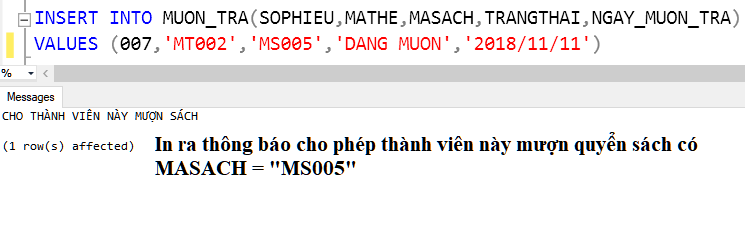 INSERT INTO MUON_TRA(SOPHIEU,MATHE,MASACH,TRANGTHAI,NGAY_MUON_TRA)
VALUES (007,'MT002','MS005','DANG MUON','2018/11/11')
%
Messages
CHO THÀNH VIÊN NÀY MƯỢN SÁCH
(1 row(s) affected)
In ra thông báo cho phép thành viên này mượn quyển sách có
MASACH = "MS005"